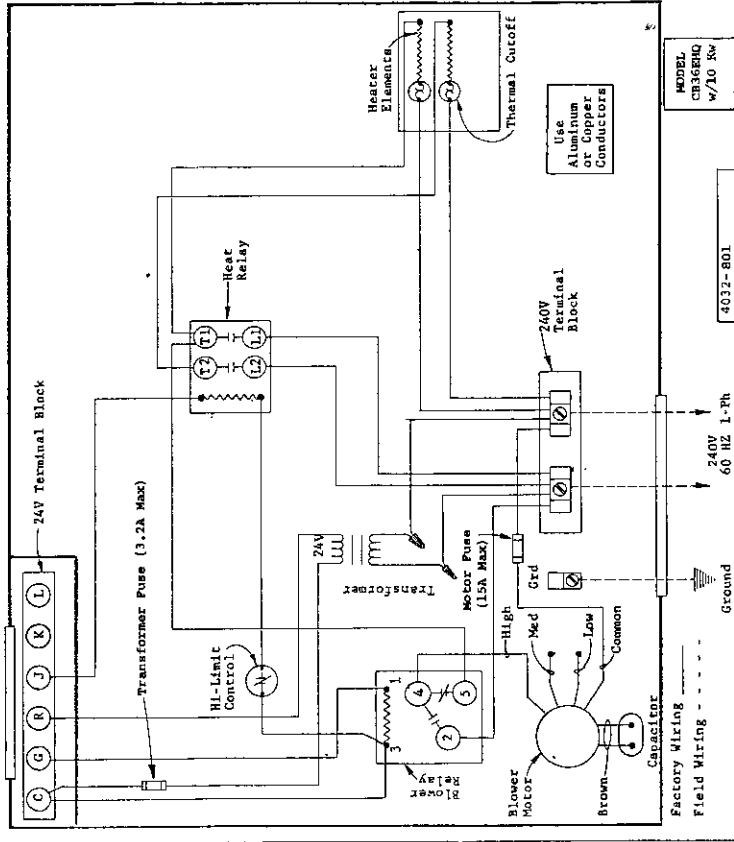 24V Terminal Block
C
G
R
J
K
L
Transformer Fuse (3.2A Max)
Heat
Relay
T2
T1
L2
L1
Heater
Elements
Thermal Cutoff
Hi-Limit
Control
24V
Transformer
Blower
Relay
1
3
4
5
2
Use
Aluminum
or Copper
Conductors
240V
Terminal
Block
Motor Fuse
(15A Max)
Grd
High
Med
Low
Common
Blower
Motor
Brown
Capacitor
Factory Wiring
Field Wiring
Ground
240V
60 HZ 1-Ph
4032-801
MODEL
CB36EHQ
w/10 Kw